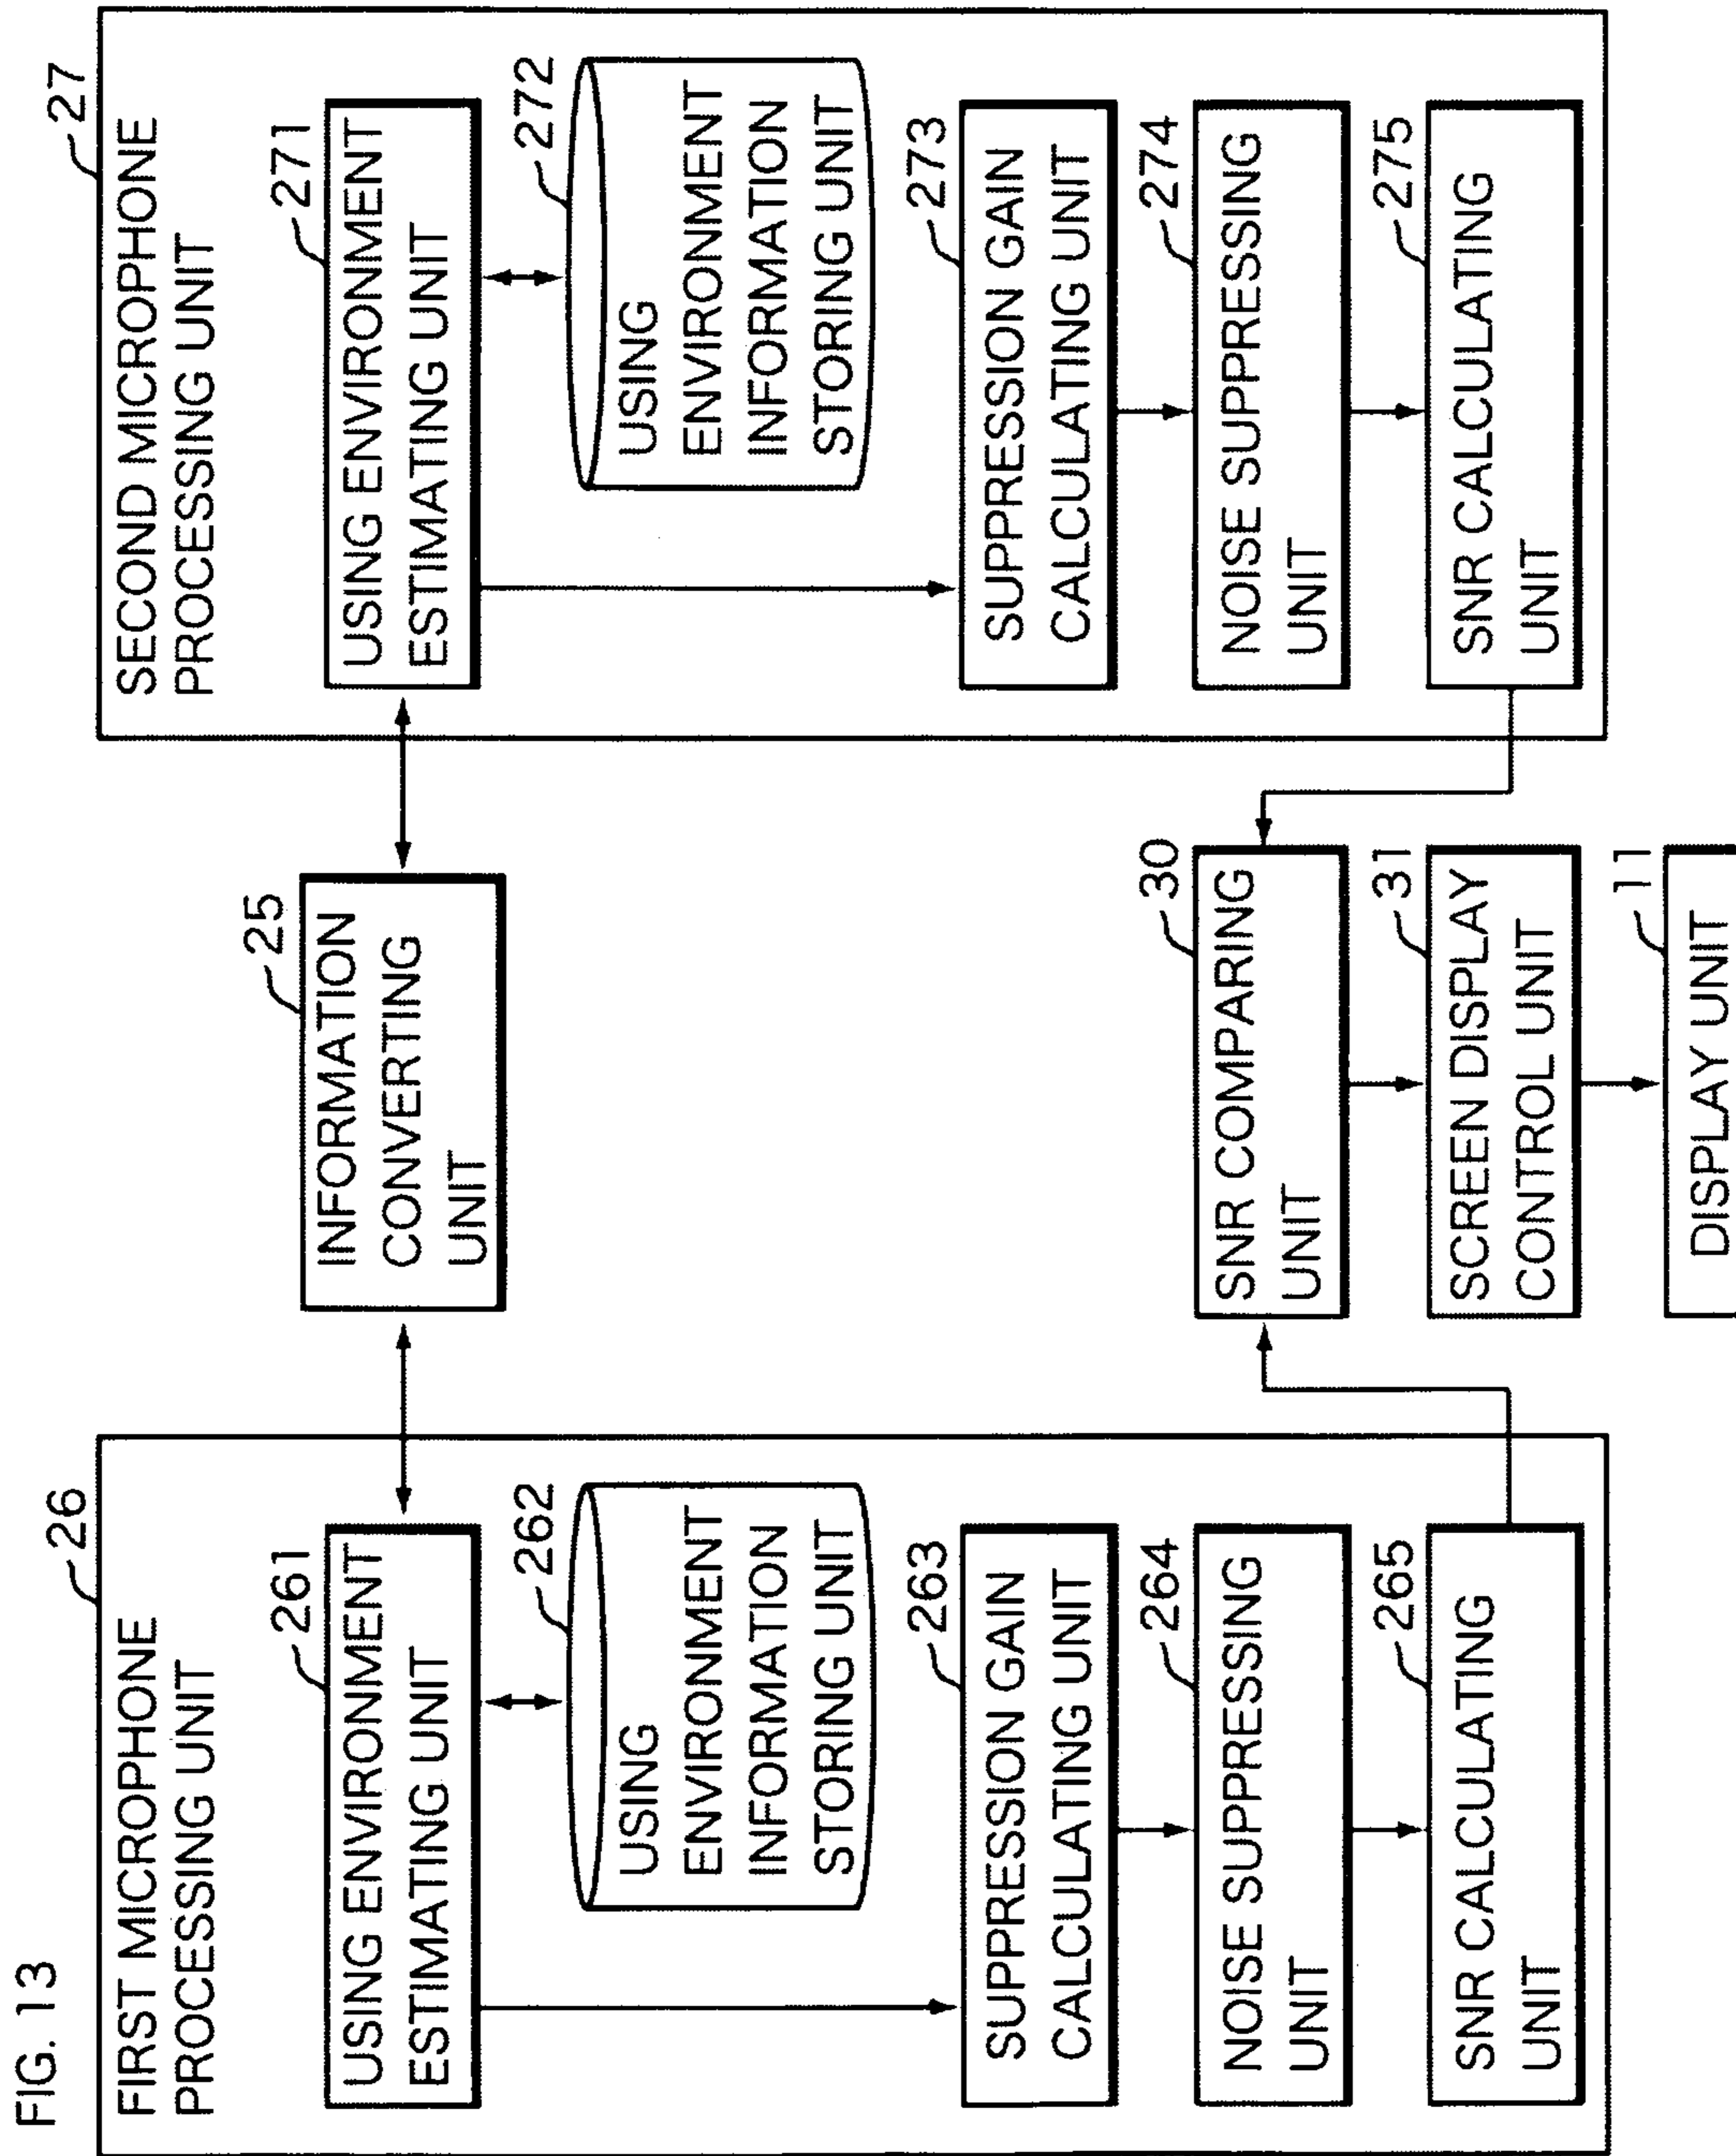 FIG. 13
26
FIRST MICROPHONE
PROCESSING UNIT
261
USING ENVIRONMENT
ESTIMATING UNIT
262
USING
ENVIRONMENT
INFORMATION
STORING UNIT
263
SUPPRESSION GAIN
CALCULATING UNIT
264
NOISE SUPPRESSING
UNIT
265
SNR CALCULATING
UNIT
25
INFORMATION
CONVERTING
UNIT
30
SNR COMPARING
UNIT
31
SCREEN DISPLAY
CONTROL UNIT
11
DISPLAY UNIT
27
SECOND MICROPHONE
PROCESSING UNIT
271
USING ENVIRONMENT
ESTIMATING UNIT
272
USING
ENVIRONMENT
INFORMATION
STORING UNIT
273
SUPPRESSION GAIN
CALCULATING UNIT
274
NOISE SUPPRESSING
UNIT
275
SNR CALCULATING
UNIT